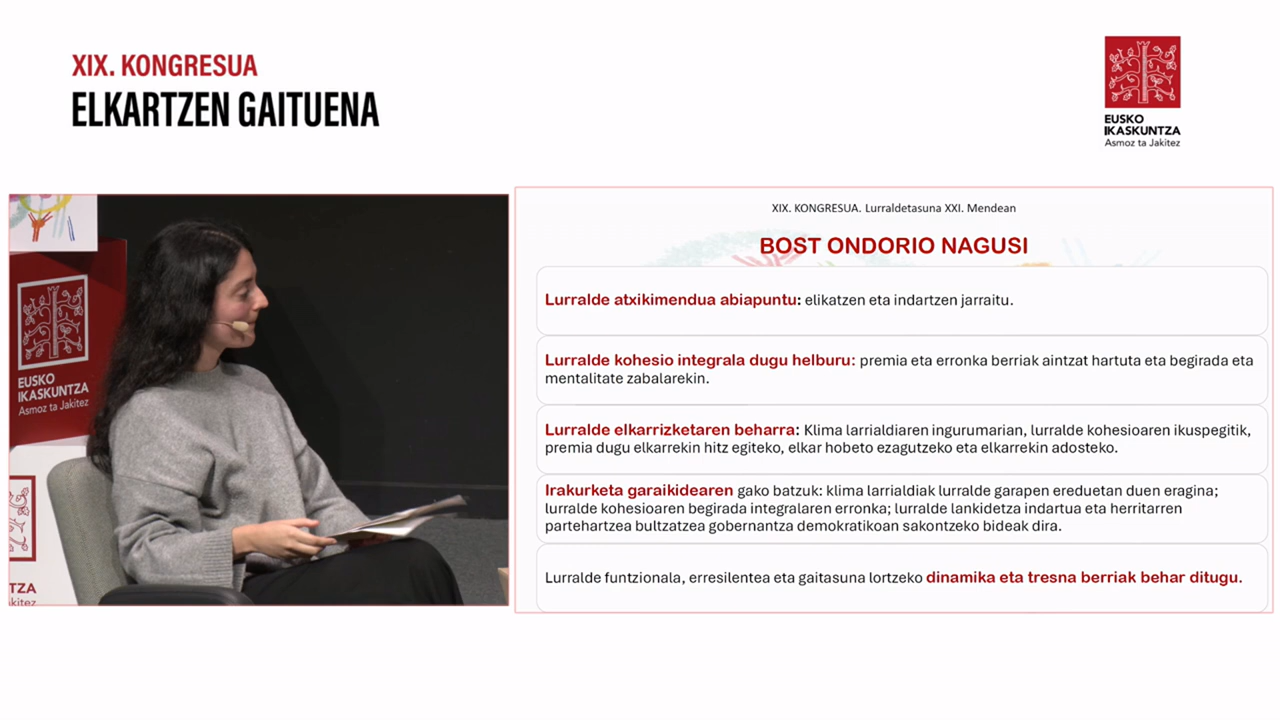 XIX. KONGRESUA
ELKARTZEN GAITUENA
EUSKO
IKASKUNTZA
Asmoz ta Jakitez
EUSKO
IKASKUNTZA
Asmoz ta Jakitez
TZA
kitez
XIX. KONGRESUA. Lurraldetasuna XXI. Mendean
BOST ONDORIO NAGUSI
Lurralde atxikimendua abiapuntu: elikatzen eta indartzen jarraitu.
Lurralde kohesio integrala dugu helburu: premia eta erronka berriak aintzat hartuta eta begirada eta
mentalitate zabalarekin.
Lurralde elkarrizketaren beharra: Klima larrialdiaren ingurumarian, lurralde kohesioaren ikuspegitik,
premia dugu elkarrekin hitz egiteko, elkar hobeto ezagutzeko eta elkarrekin adosteko.
Irakurketa garaikidearen gako batzuk: klima larrialdiak lurralde garapen ereduetan duen eragina;
lurralde kohesioaren begirada integralaren erronka; lurralde lankidetza indartua eta herritarren
partehartzea bultzatzea gobernantza demokratikoan sakontzeko bideak dira.
Lurralde funtzionala, erresilentea eta gaitasuna lortzeko dinamika eta tresna berriak behar ditugu.